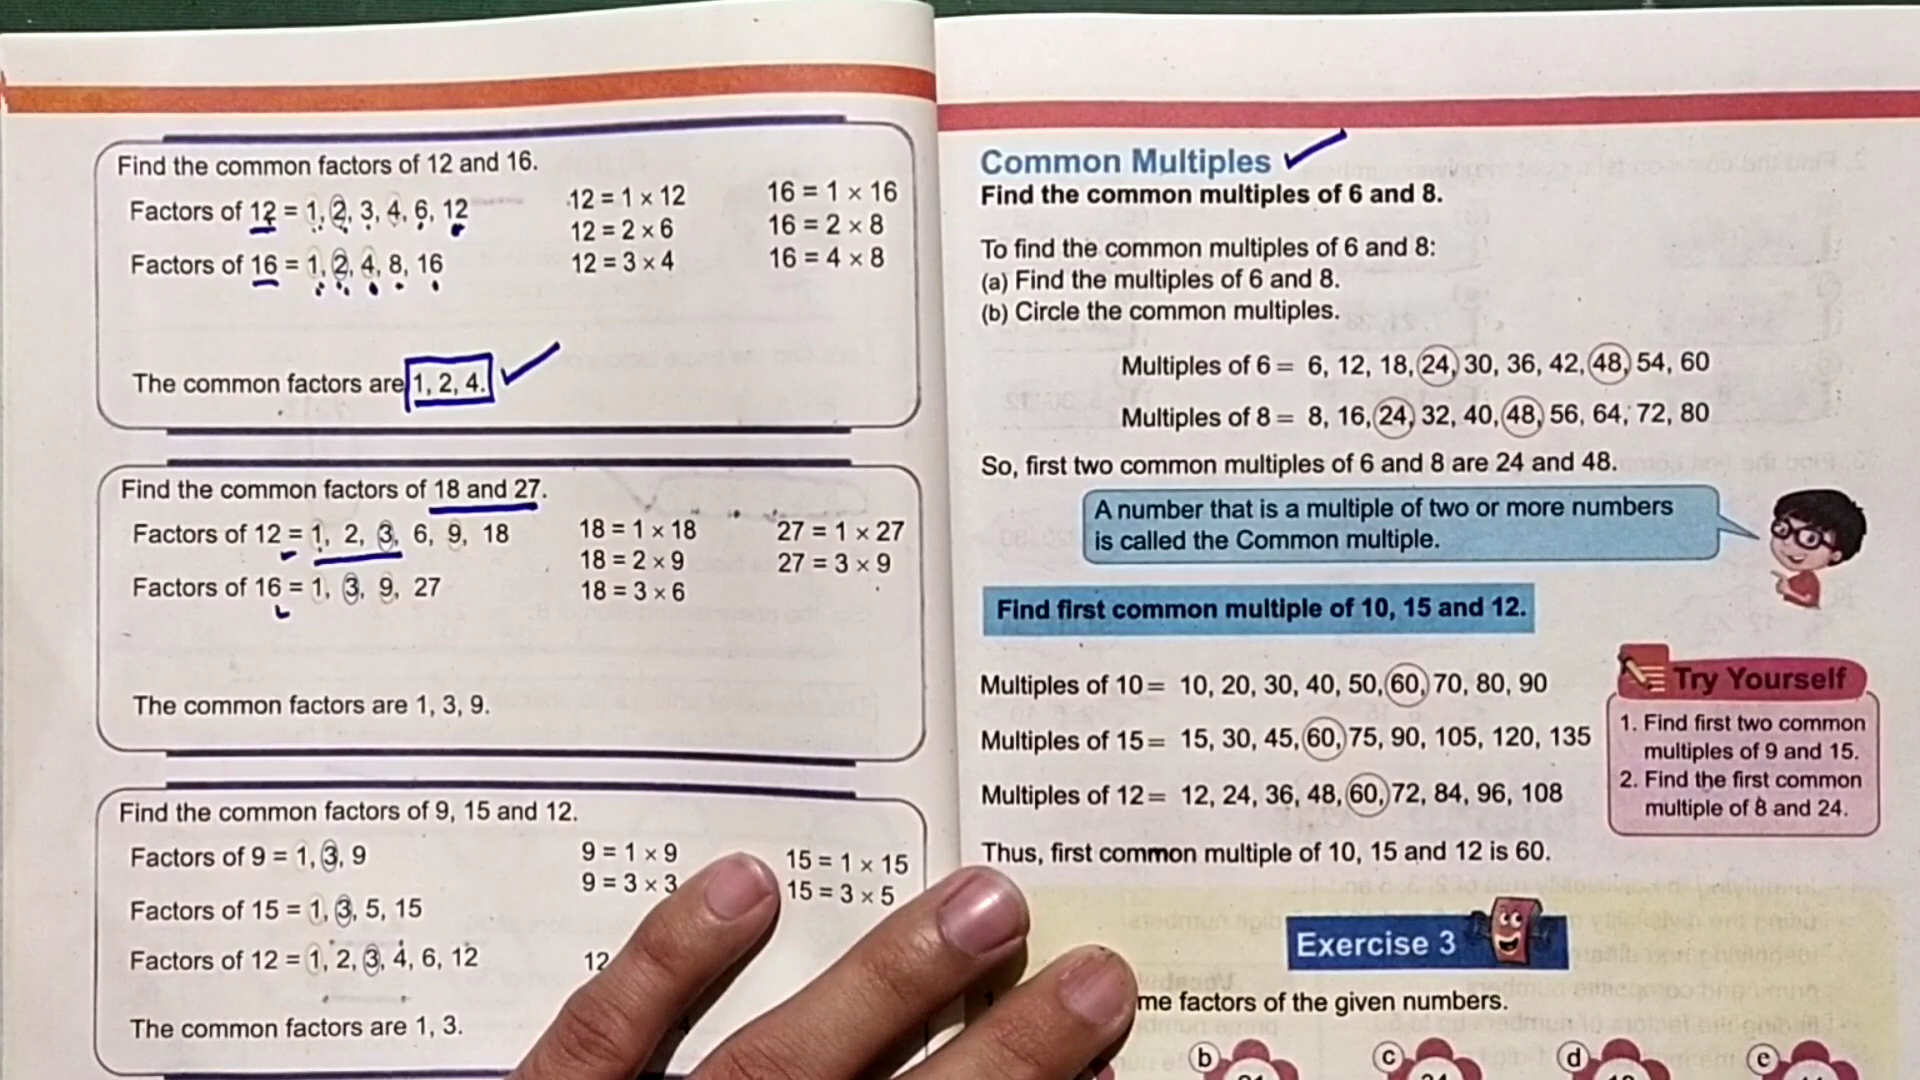 Find the common factors of 12 and 16.
Factors of 12 = 1, 2, 3, 4, 6, 12
Factors of 16 = 1, 2, 4, 8, 16
12 = 1 × 12
12 = 2 × 6
12 = 3 × 4
16 = 1 × 16
16 = 2 × 8
16 = 4 × 8
The common factors are 1, 2, 4.
Find the common factors of 18 and 27.
Factors of 12 = 1, 2, 3, 6, 9, 18
Factors of 16 = 1, 3, 9, 27
18 = 1 × 18
18 = 2 × 9
18 = 3 × 6
27 = 1 × 27
27 = 3 × 9
The common factors are 1, 3, 9.
Find the common factors of 9, 15 and 12.
Factors of 9 = 1, 3, 9
Factors of 15 = 1, 3, 5, 15
Factors of 12 = 1, 2, 3, 4, 6, 12
9 = 1 × 9
9 = 3 × 3
15 = 1 × 15
15 = 3 × 5
12
The common factors are 1, 3.
Common Multiples
Find the common multiples of 6 and 8.
To find the common multiples of 6 and 8:
(a) Find the multiples of 6 and 8.
(b) Circle the common multiples.
Multiples of 6 = 6, 12, 18, 24, 30, 36, 42, 48, 54, 60
Multiples of 8 = 8, 16, 24, 32, 40, 48, 56, 64, 72, 80
So, first two common multiples of 6 and 8 are 24 and 48.
A number that is a multiple of two or more numbers
is called the Common multiple.
Find first common multiple of 10, 15 and 12.
Multiples of 10 = 10, 20, 30, 40, 50, 60, 70, 80, 90
Multiples of 15 = 15, 30, 45, 60, 75, 90, 105, 120, 135
Multiples of 12 = 12, 24, 36, 48, 60, 72, 84, 96, 108
Thus, first common multiple of 10, 15 and 12 is 60.
Try Yourself
1. Find first two common
multiples of 9 and 15.
2. Find the first common
multiple of 8 and 24.
Exercise 3
me factors of the given numbers.
b
c
d
e